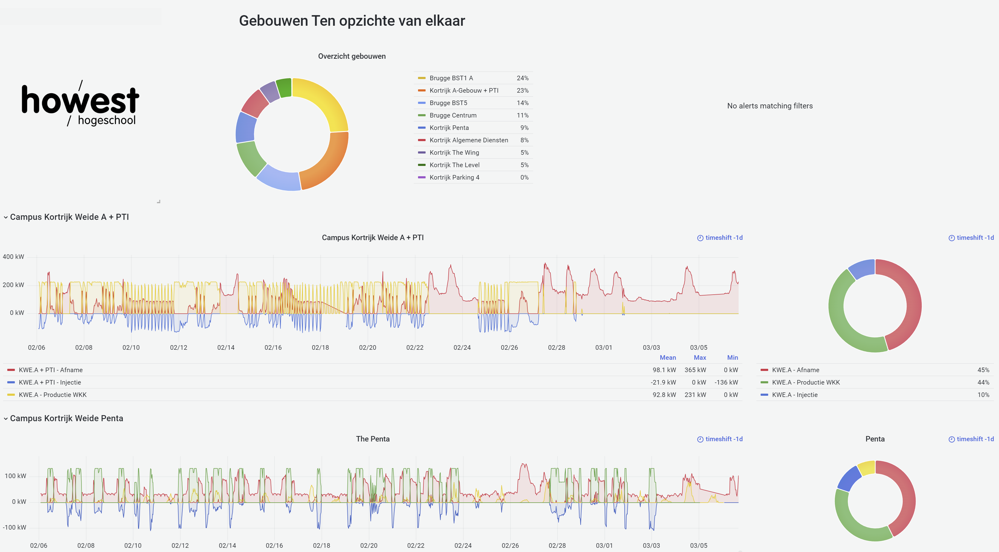 Gebouwen Ten opzichte van elkaar
howest
hogeschool
Overzicht gebouwen
Brugge BST1 A 24%
Kortrijk A-Gebouw + PTI 23%
Brugge BST5 14%
Brugge Centrum 11%
Kortrijk Penta 9%
Kortrijk Algemene Diensten 8%
Kortrijk The Wing 5%
Kortrijk The Level 5%
Kortrijk Parking 4 0%
No alerts matching filters
Campus Kortrijk Weide A + PTI
Campus Kortrijk Weide A + PTI
timeshift -1d
400 kW
200 kW
0 kW
02/06 02/08 02/10 02/12 02/14 02/16 02/18 02/20 02/22 02/24 02/26 02/28 03/01 03/03 03/05
Mean Max Min
KWE.A + PTI - Afname 98.1 kW 365 kW 0 kW
KWE.A + PTI - Injectie -21.9 kW 0 kW -136 kW
KWE.A - Productie WKK 92.8 kW 231 kW 0 kW
timeshift -1d
KWE.A - Afname 45%
KWE.A - Productie WKK 44%
KWE.A - Injectie 10%
Campus Kortrijk Weide Penta
The Penta
timeshift -1d
100 kW
0 kW
-100 kW
02/06 02/08 02/10 02/12 02/14 02/16 02/18 02/20 02/22 02/24 02/26 02/28 03/01 03/03 03/05
Penta
timeshift -1d